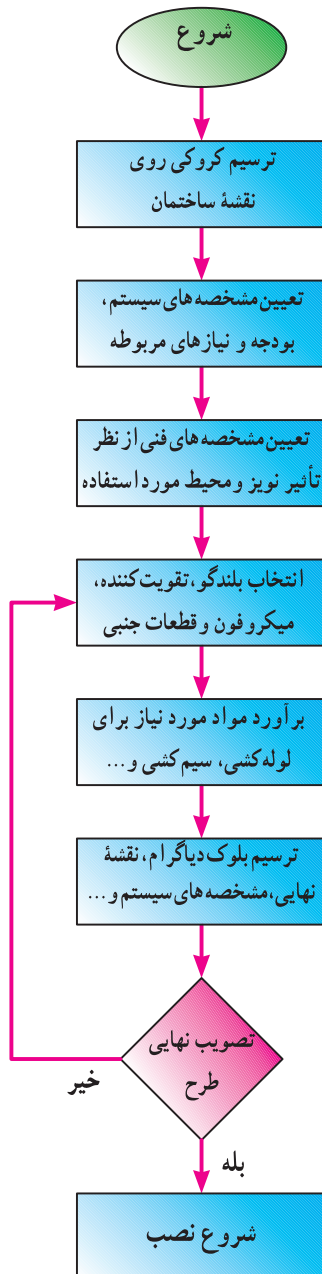 شروع
ترسیم کروکی روی
نقشۀ ساختمان
تعیین مشخصه‌های سیستم،
بودجه و نیازهای مربوطه
تعیین مشخصه‌های فنی از نظر
تأثیر نویز و محیط مورد استفاده
انتخاب بلندگو، تقویت‌کننده،
میکروفون و قطعات جنبی
برآورد مواد مورد نیاز برای
لوله‌کشی، سیم‌کشی و...
ترسیم بلوک دیاگرام، نقشۀ
نهایی، مشخصه‌های سیستم و...
تصویب نهایی
طرح
خیر
بله
شروع نصب